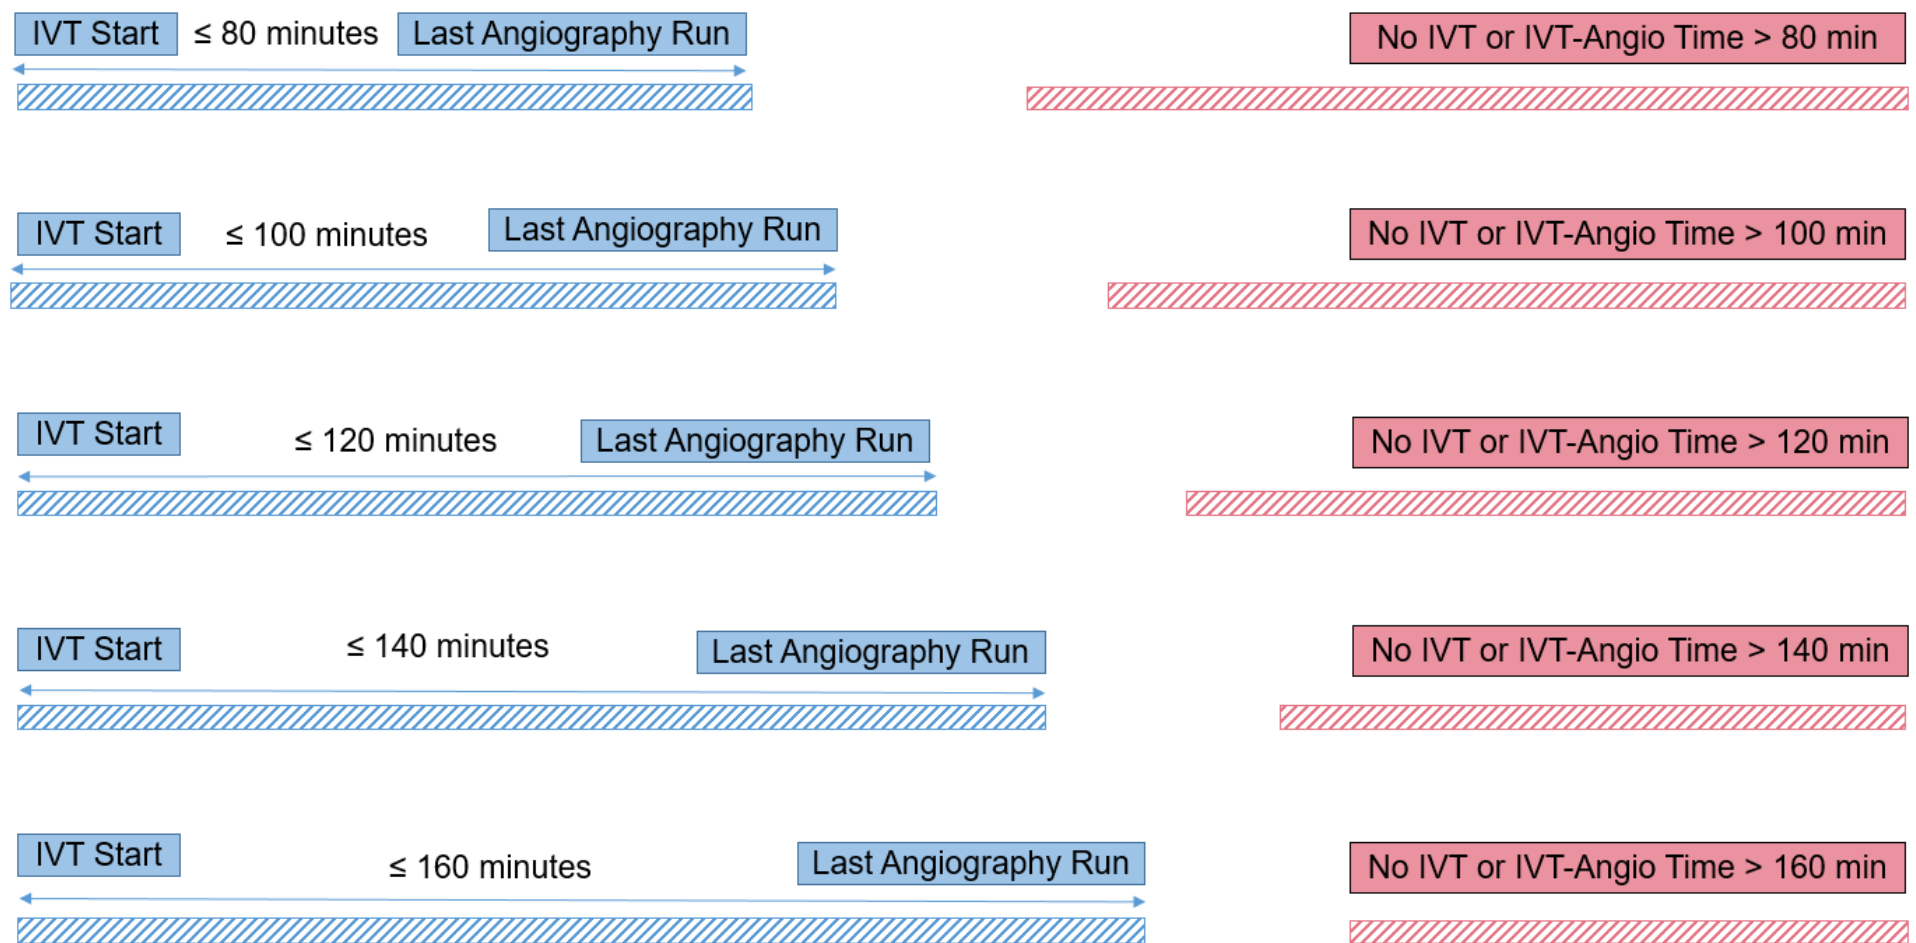 IVT Start ≤ 80 minutes Last Angiography Run No IVT or IVT-Angio Time > 80 min
IVT Start ≤ 100 minutes Last Angiography Run No IVT or IVT-Angio Time > 100 min
IVT Start ≤ 120 minutes Last Angiography Run No IVT or IVT-Angio Time > 120 min
IVT Start ≤ 140 minutes Last Angiography Run No IVT or IVT-Angio Time > 140 min
IVT Start ≤ 160 minutes Last Angiography Run No IVT or IVT-Angio Time > 160 min